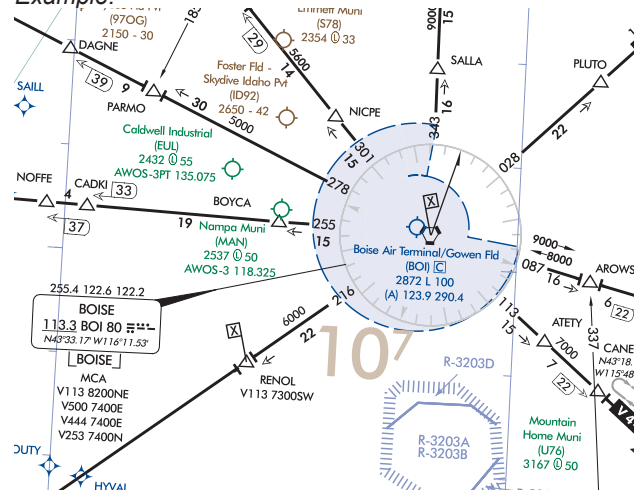 Example:
(97OG)
2150 - 30
185
29
5600
14
Emmett Muni
(S78)
2354 Ⓛ 33
900
15
SALLA
16
343
PLUTO
22
028
DAGNE
39
9
PARMO
30
5000
278
SAILL
Foster Fld -
Skydive Idaho Pvt
(ID92)
2650 - 42
NICPE
301
15
Caldwell Industrial
(EUL)
2432 Ⓛ 55
AWOS-3PT 135.075
NOFFE
4
CADKI
33
37
19
BOYCA
255
15
Nampa Muni
(MAN)
2537 Ⓛ 50
AWOS-3 118.325
X
Boise Air Terminal/Gowen Fld
(BOI) C
2872 L 100
(A) 123.9 290.4
9000
8000
087
16
AROWS
6
22
255.4 122.6 122.2
BOISE
113.3 BOI 80
N43°33.17' W116°11.53'
BOISE
MCA
V113 8200NE
V500 7400E
V444 7400E
V253 7400N
216
6000
22
X
RENOL
V113 7300SW
10⁷
113
15
ATETY
7000
7
22
337
CANE
N43°18.
W115°48
V4
R-3203D
R-3203A
R-3203B
Mountain
Home Muni
(U76)
3167 Ⓛ 50
OUTY
HYVAL